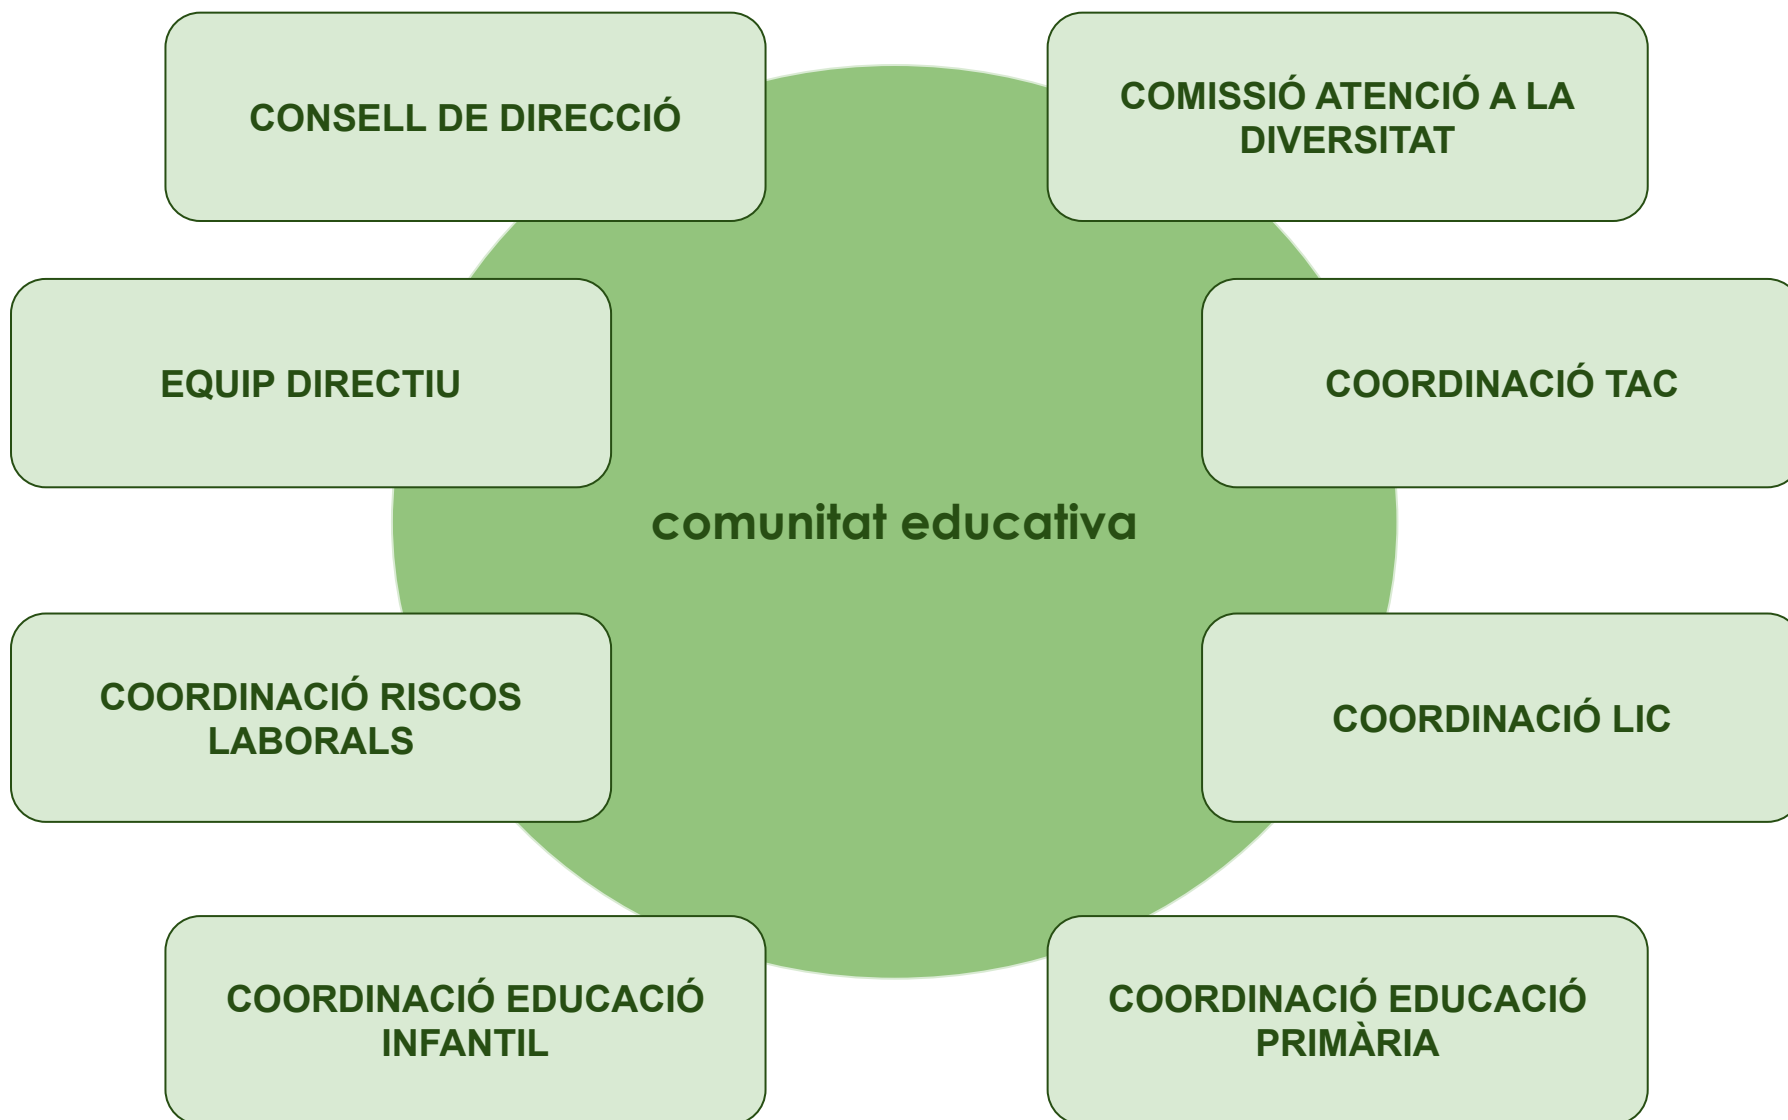 CONSELL DE DIRECCIÓ
COMISSIÓ ATENCIÓ A LA
DIVERSITAT
EQUIP DIRECTIU
COORDINACIÓ TAC
comunitat educativa
COORDINACIÓ RISCOS
LABORALS
COORDINACIÓ LIC
COORDINACIÓ EDUCACIÓ
INFANTIL
COORDINACIÓ EDUCACIÓ
PRIMÀRIA